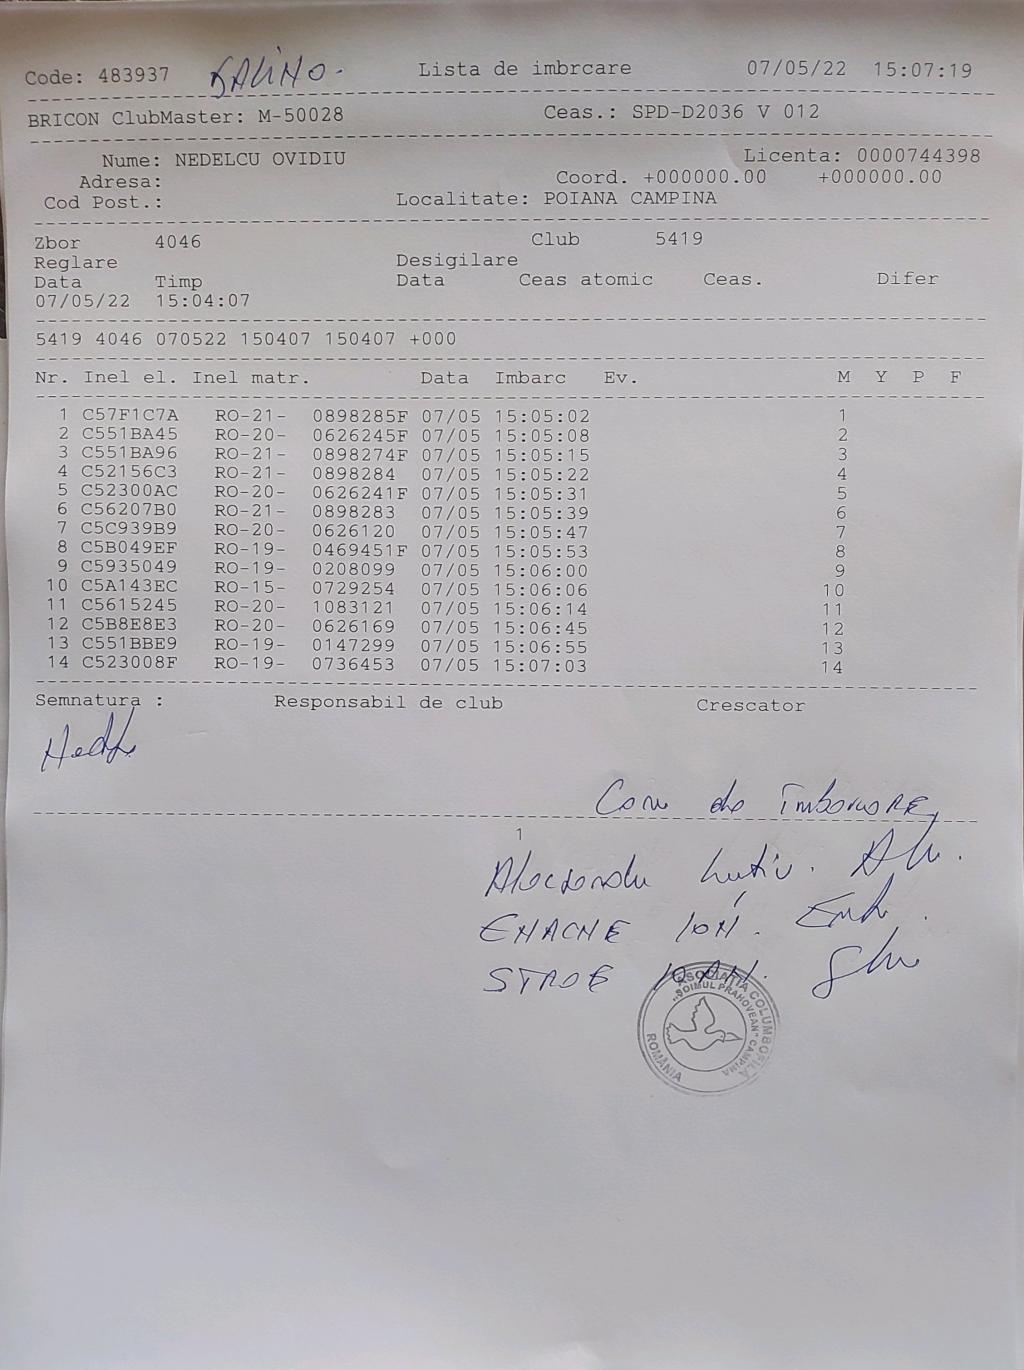 Code: 483937 Lista de imbrcare 07/05/22 15:07:19
BRICON ClubMaster: M-50028 Ceas.: SPD-D2036 V 012
Nume: NEDELCU OVIDIU Licenta: 0000744398
Adresa: Coord. +000000.00 +000000.00
Cod Post.: Localitate: POIANA CAMPINA
Zbor 4046 Club 5419
Reglare Desigilare
Data Timp Data Ceas atomic Ceas. Difer
07/05/22 15:04:07
5419 4046 070522 150407 150407 +000
Nr. Inel el. Inel matr. Data Imbarc Ev. M Y P F
1 C57F1C7A RO-21- 0898285F 07/05 15:05:02 1
2 C551BA45 RO-20- 0626245F 07/05 15:05:08 2
3 C551BA96 RO-21- 0898274F 07/05 15:05:15 3
4 C52156C3 RO-21- 0898284 07/05 15:05:22 4
5 C52300AC RO-20- 0626241F 07/05 15:05:31 5
6 C56207B0 RO-21- 0898283 07/05 15:05:39 6
7 C5C939B9 RO-20- 0626120 07/05 15:05:47 7
8 C5B049EF RO-19- 0469451F 07/05 15:05:53 8
9 C5935049 RO-19- 0208099 07/05 15:06:00 9
10 C5A143EC RO-15- 0729254 07/05 15:06:06 10
11 C5615245 RO-20- 1083121 07/05 15:06:14 11
12 C5B8E8E3 RO-20- 0626169 07/05 15:06:45 12
13 C551BBE9 RO-19- 0147299 07/05 15:06:55 13
14 C523008F RO-19- 0736453 07/05 15:07:03 14
Semnatura : Responsabil de club Crescator
1
ENACHE ION.
STROE IOAN.
ASOCIATIA COLUMBOFILA
"SOIMUL PRAHOVEAN" CAMPINA
ROMÂNIA